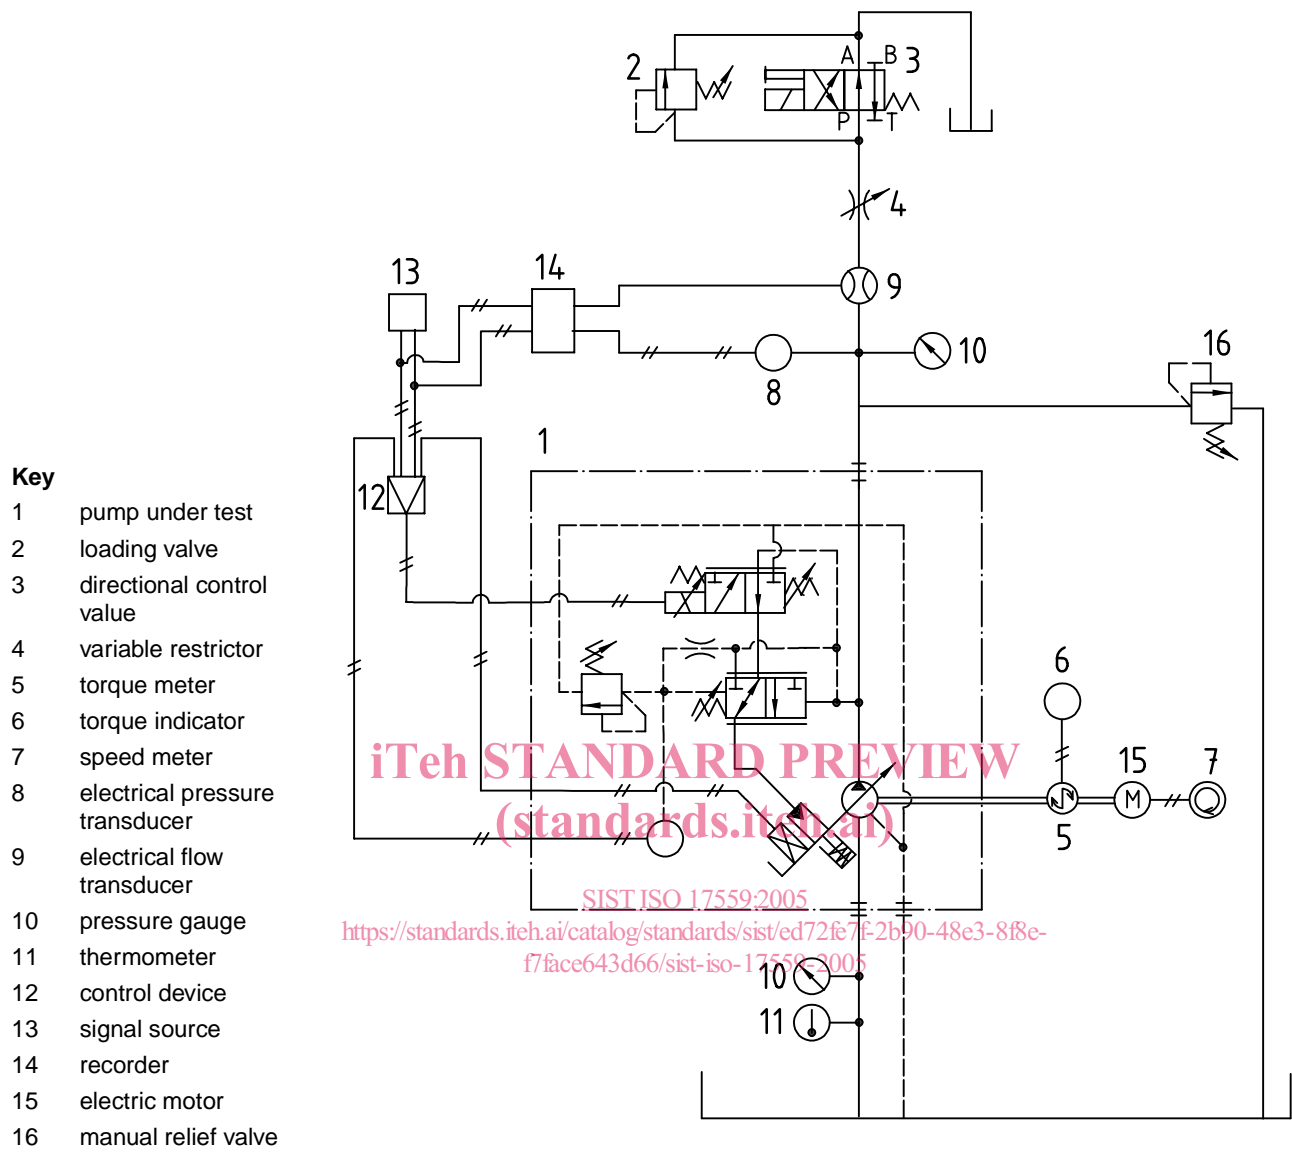 2
A
B
3
P
T
4
13
14
9
10
8
16
1
12
Key
1 pump under test
2 loading valve
3 directional control
value
4 variable restrictor
5 torque meter
6 torque indicator
7 speed meter
8 electrical pressure
transducer
9 electrical flow
transducer
10 pressure gauge
11 thermometer
12 control device
13 signal source
14 recorder
15 electric motor
16 manual relief valve
6
15
7
M
5
iTeh STANDARD PREVIEW
(standards.iteh.ai)
SIST ISO 17559:2005
https://standards.iteh.ai/catalog/standards/sist/ed72fe7f-2b90-48e3-8f8e-
f7face643d66/sist-iso-17559-2005
10
11